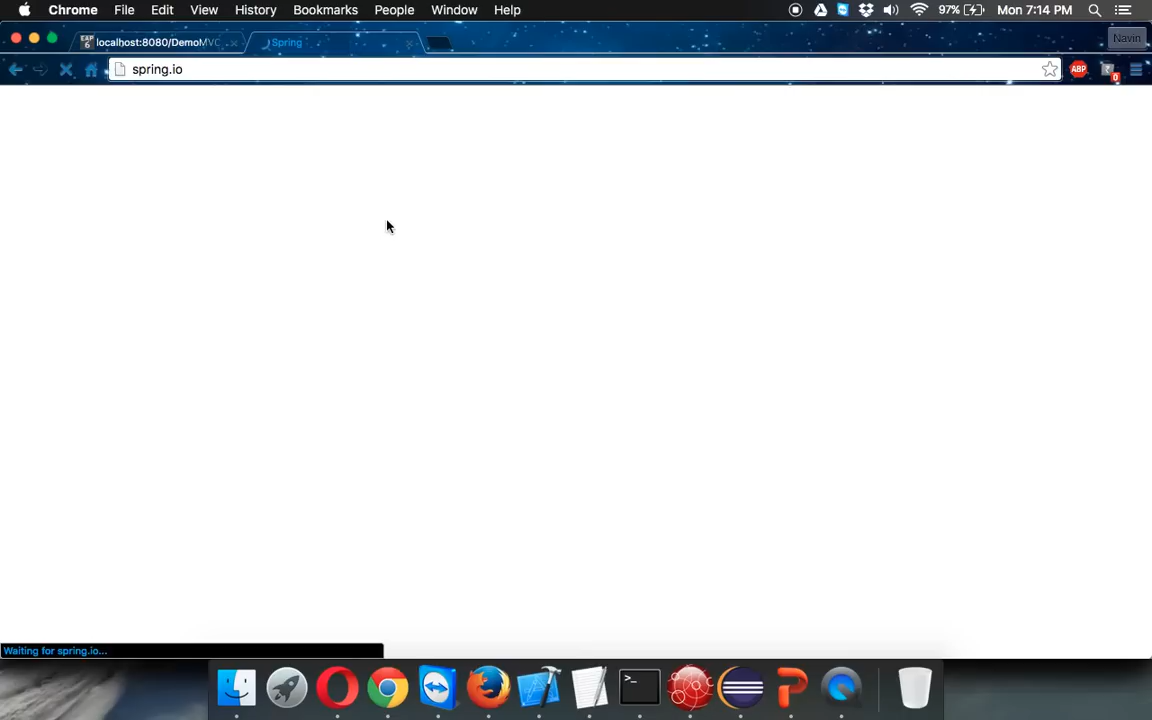 Chrome File Edit View History Bookmarks People Window Help 97% Mon 7:14 PM
localhost:8080/DemoMVC Spring Navin
spring.io ABP 0
Waiting for spring.io...
>_